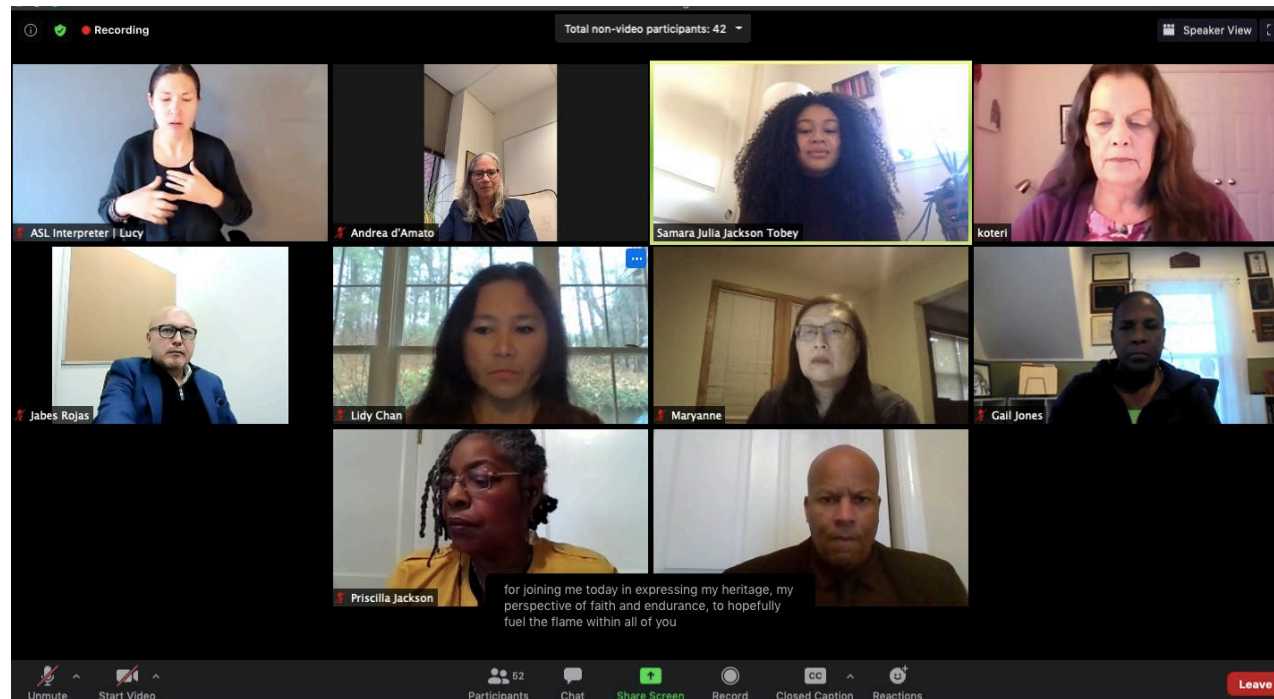 Recording
Total non-video participants: 42
Speaker View
ASL Interpreter | Lucy
Andrea d'Amato
Samara Julia Jackson Tobey
koteri
Jabes Rojas
Lidy Chan
Maryanne
Gail Jones
Priscilla Jackson
for joining me today in expressing my heritage, my
perspective of faith and endurance, to hopefully
fuel the flame within all of you
Unmute
Start Video
52
Participants
Chat
Share Screen
Record
CC
Closed Caption
Reactions
Leave